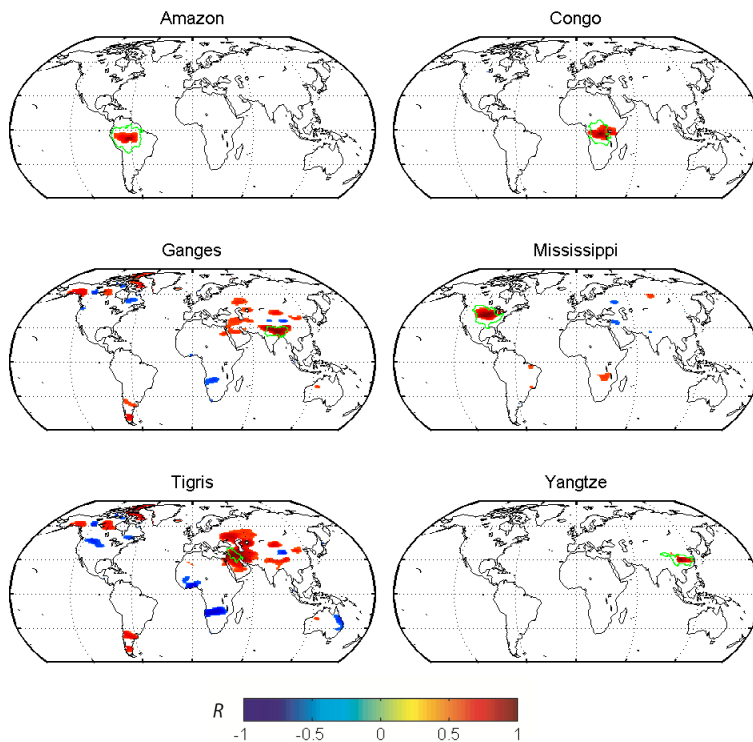 Amazon
Congo
Ganges
Mississippi
Tigris
Yangtze
R
-1 -0.5 0 0.5 1